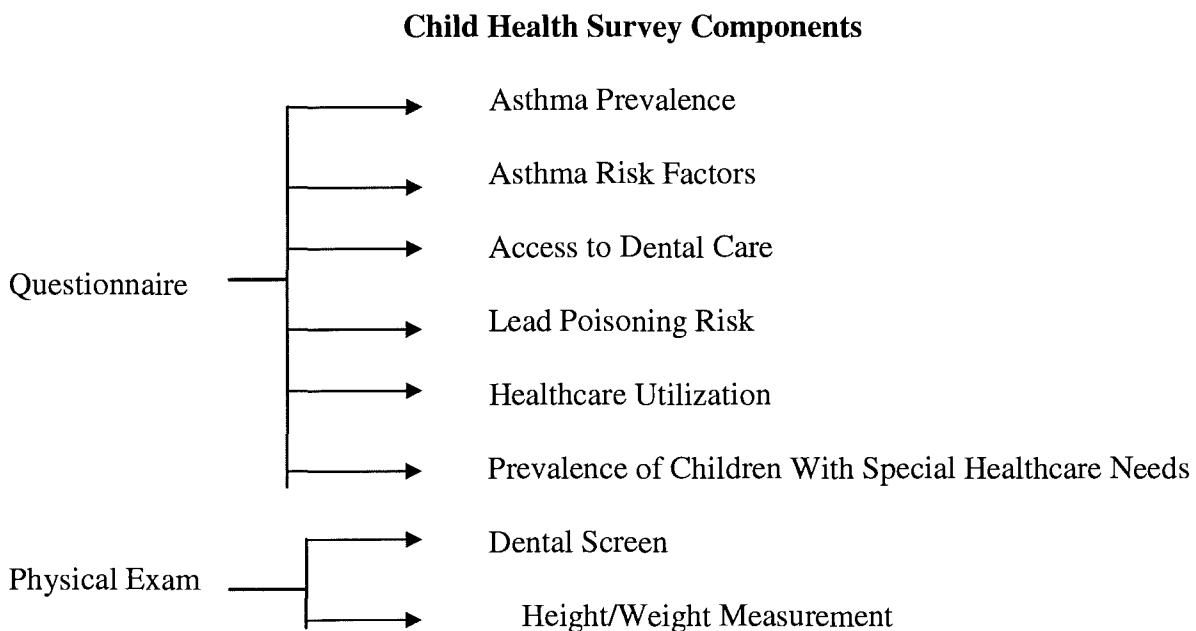 Child Health Survey Components
Asthma Prevalence
Asthma Risk Factors
Access to Dental Care
Questionnaire
Lead Poisoning Risk
Healthcare Utilization
Prevalence of Children With Special Healthcare Needs
Dental Screen
Physical Exam
Height/Weight Measurement